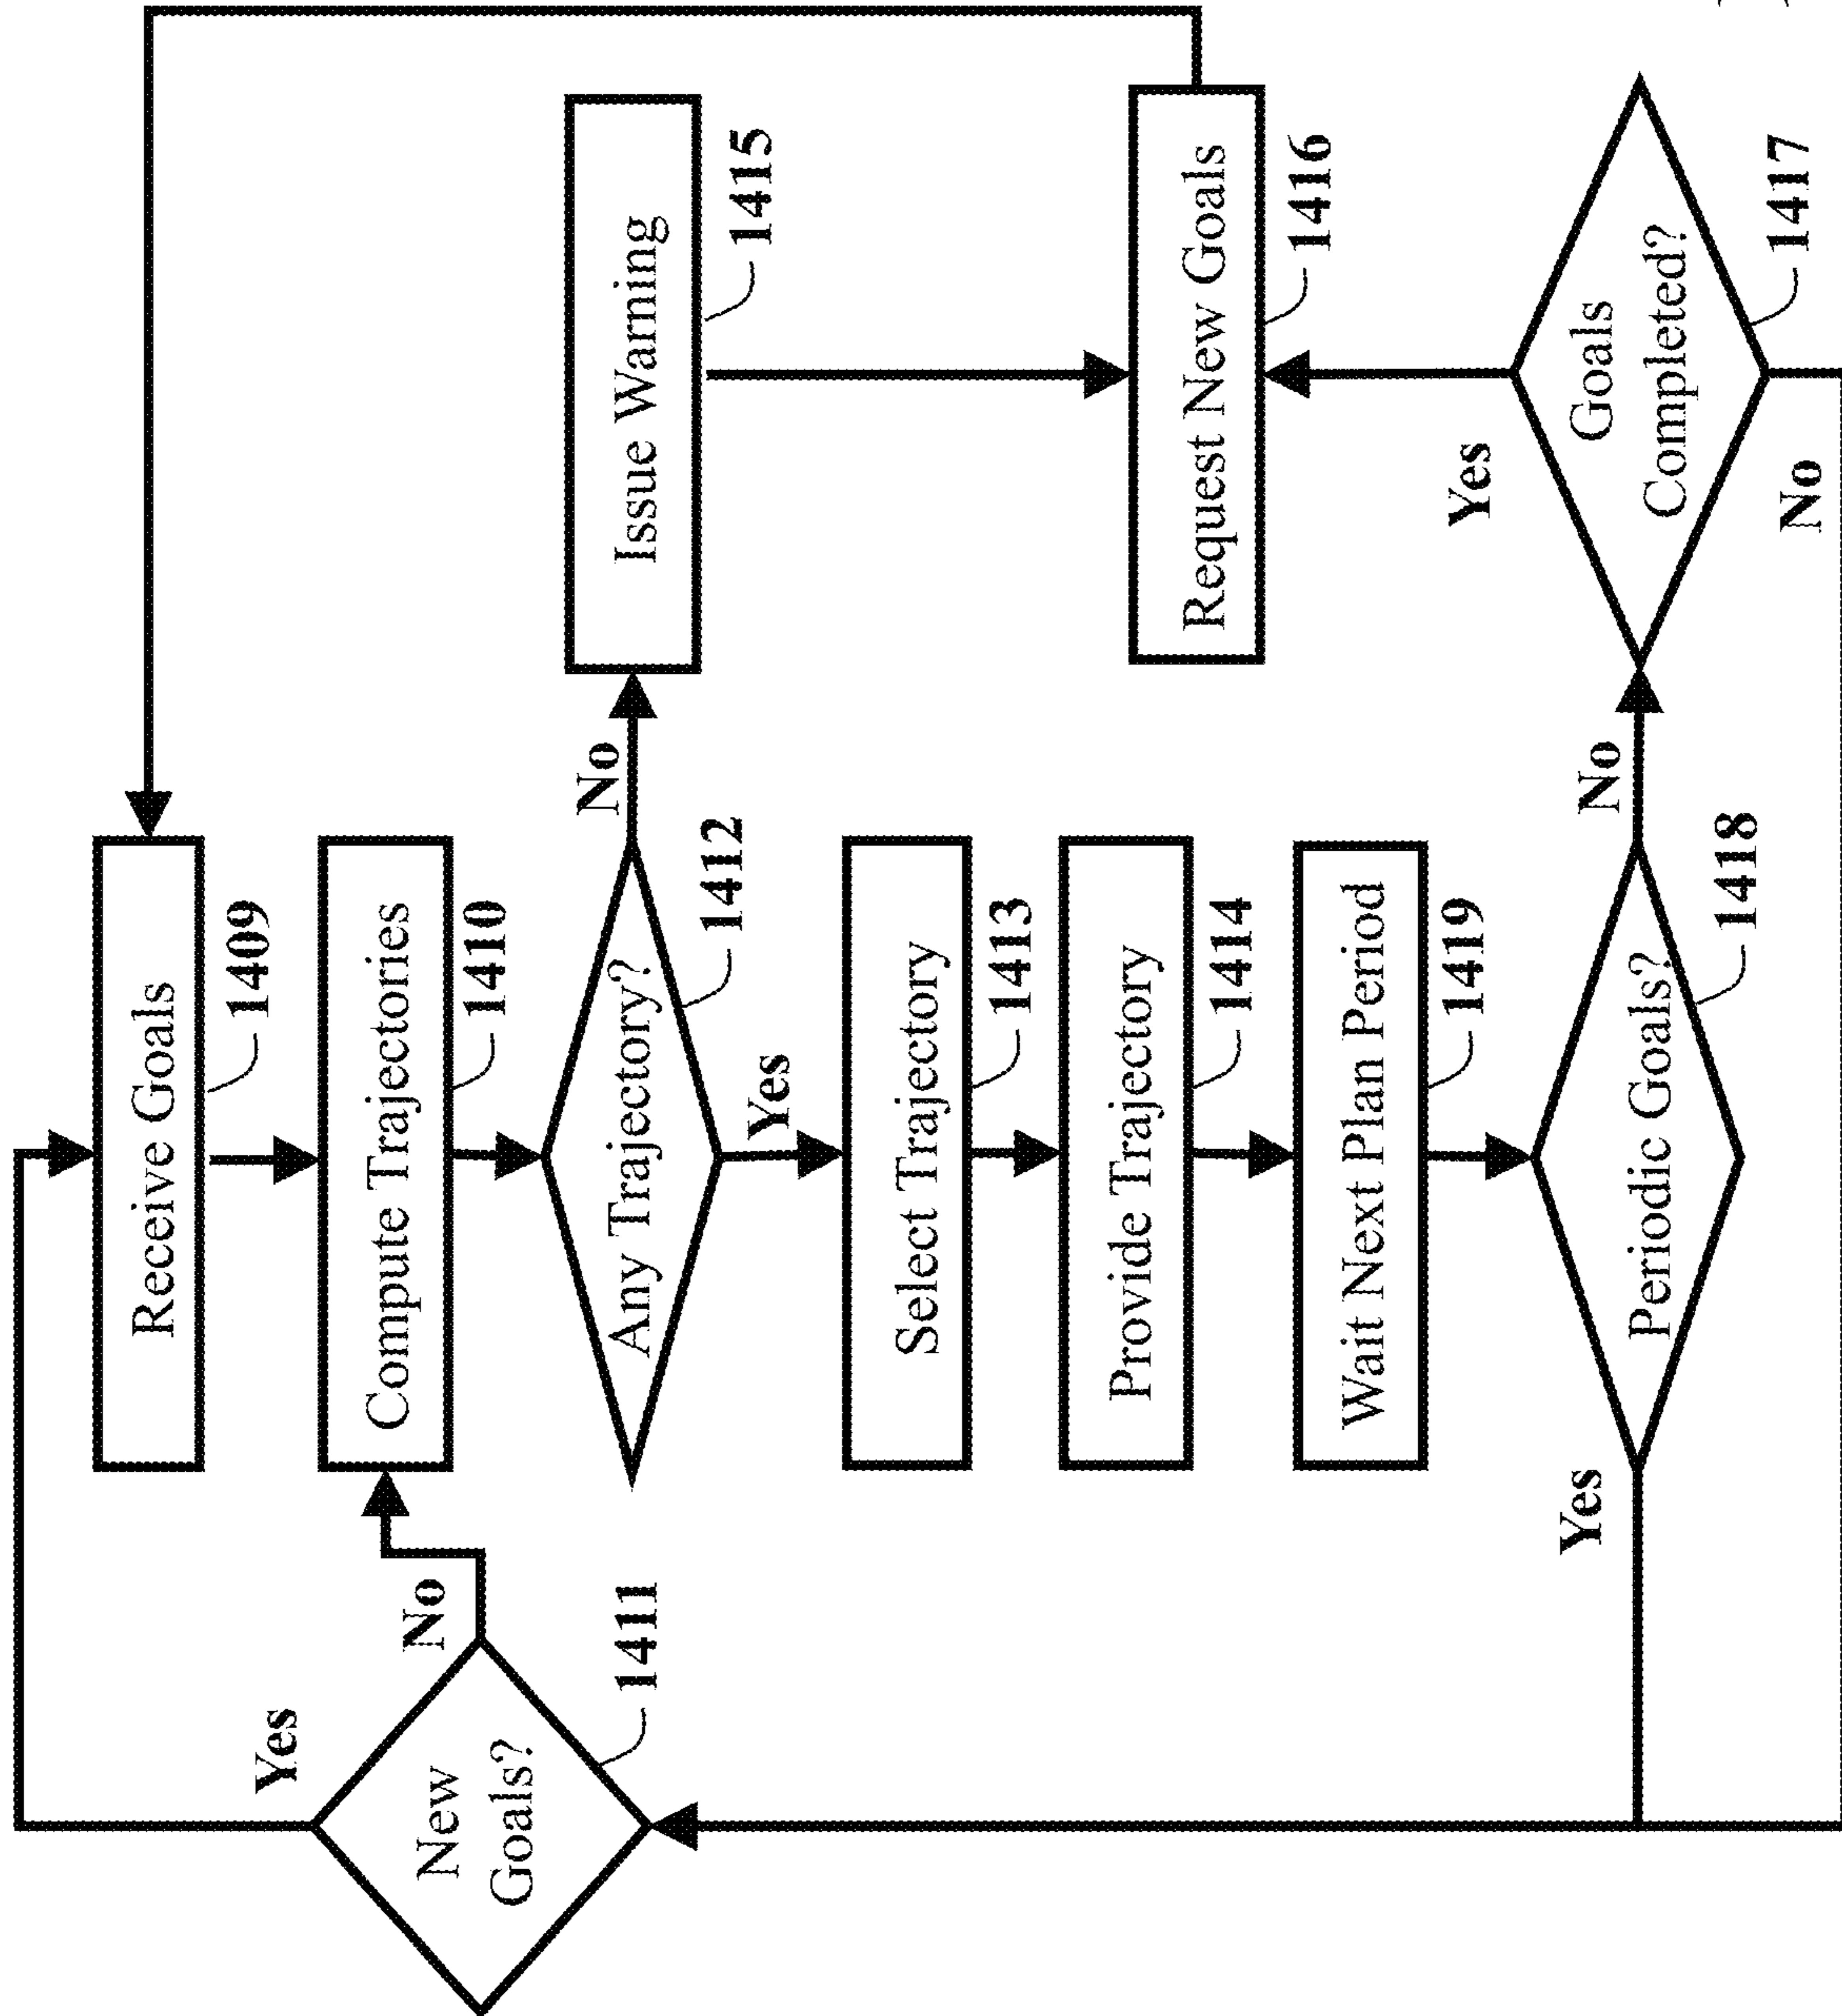 Receive Goals
1409
Compute Trajectories
1410
Yes
New
Goals?
1411
No
Any Trajectory?
1412
No
Issue Warning
1415
Yes
Select Trajectory
1413
Provide Trajectory
1414
Wait Next Plan Period
1419
Request New Goals
1416
Periodic Goals?
1418
Yes
No
Goals
Completed?
1417
Yes
No